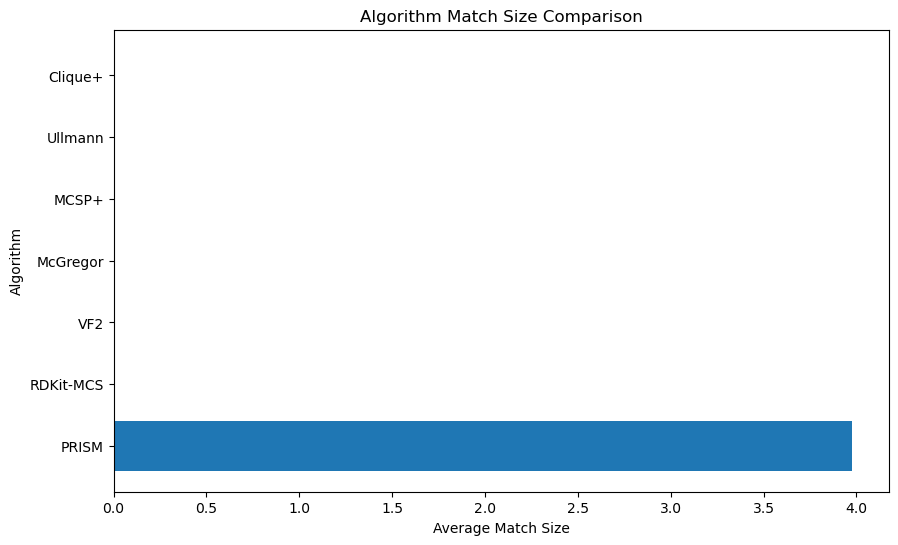 Algorithm Match Size Comparison
Algorithm
Clique+
Ullmann
MCSP+
McGregor
VF2
RDKit-MCS
PRISM
0.0 0.5 1.0 1.5 2.0 2.5 3.0 3.5 4.0
Average Match Size